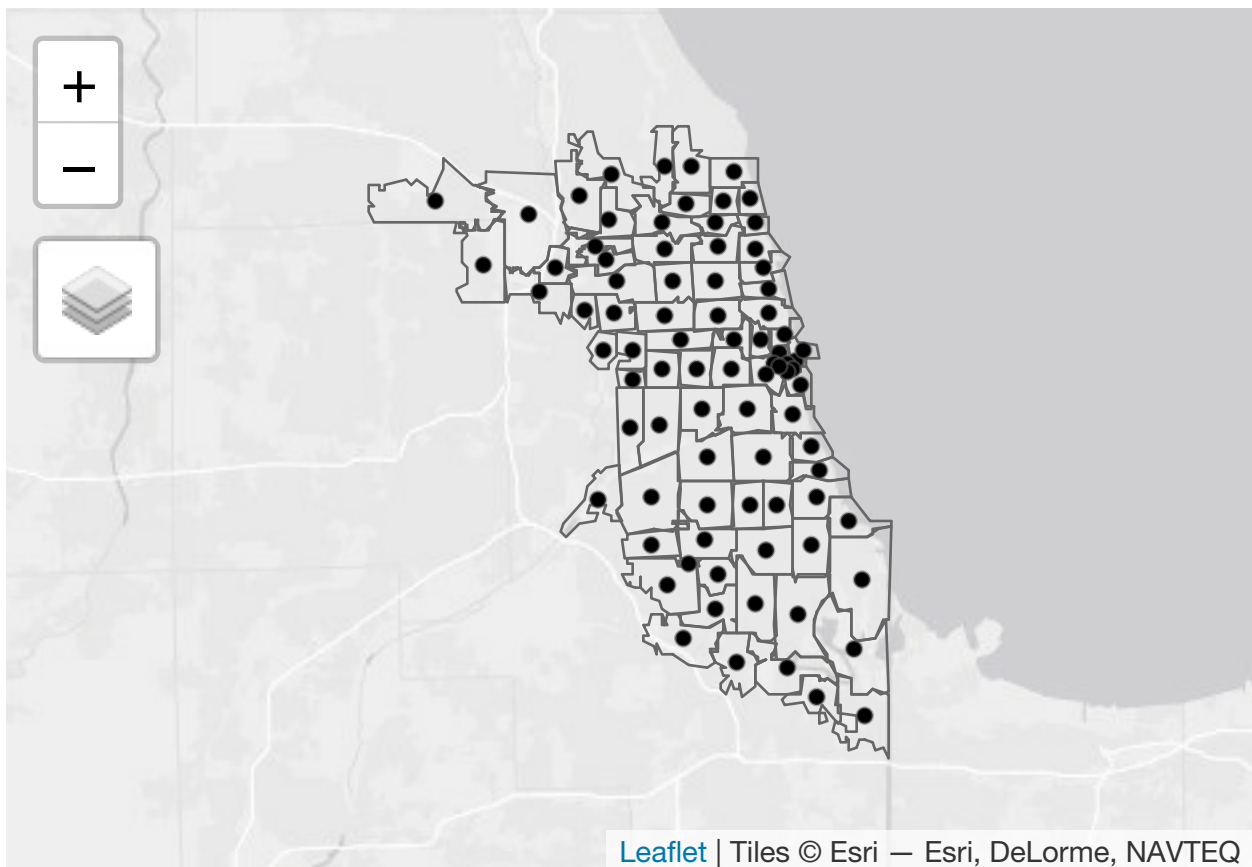 +
−
Leaflet | Tiles © Esri — Esri, DeLorme, NAVTEQ